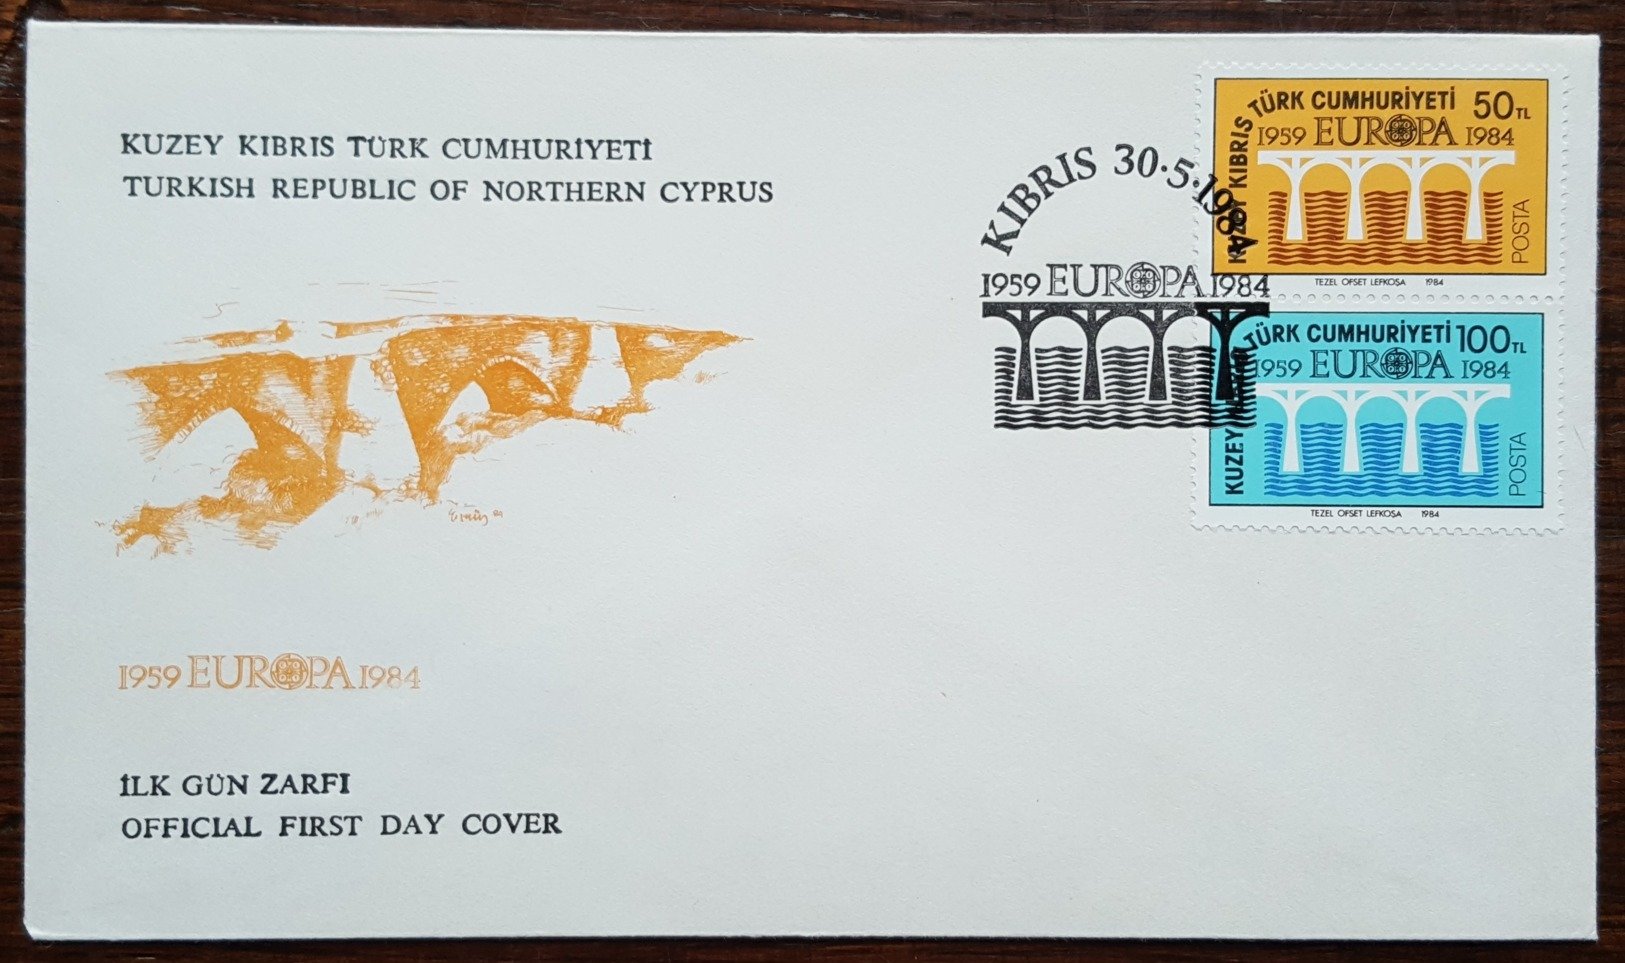 KUZEY KIBRIS TÜRK CUMHURİYETİ
TURKISH REPUBLIC OF NORTHERN CYPRUS
1959 EUROPA 1984
İLK GÜN ZARFI
OFFICIAL FIRST DAY COVER
KIBRIS 30·5·1984
1959 EUROPA 1984
KUZEY KIBRIS TÜRK CUMHURİYETİ 50TL
1959 EUROPA 1984
POSTA
TEZEL OFSET LEFKOŞA 1984
KUZEY KIBRIS TÜRK CUMHURİYETİ 100TL
1959 EUROPA 1984
POSTA
TEZEL OFSET LEFKOŞA 1984